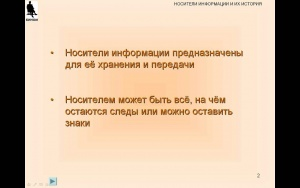 НОСИТЕЛИ ИНФОРМАЦИИ И ИХ ИСТОРИЯ
• Носители информации предназначены
для её хранения и передачи
• Носителем может быть всё, на чём
остаются следы или можно оставить
знаки
2